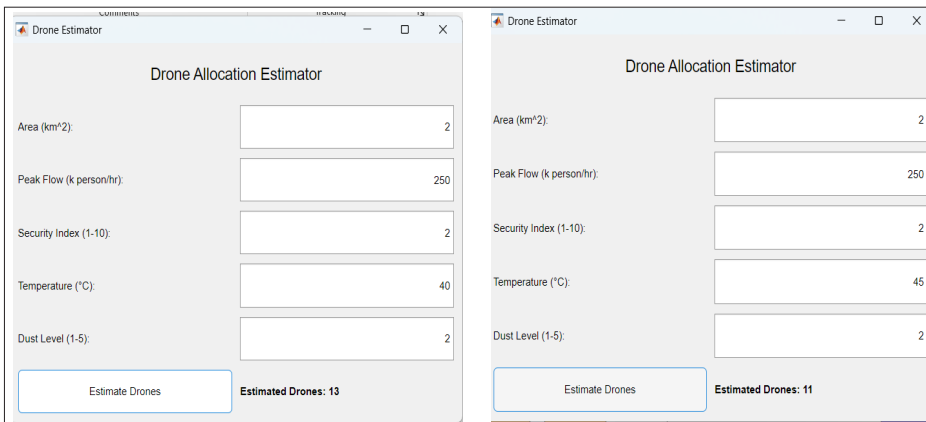 Comments Tracking
Drone Estimator
Drone Allocation Estimator
Area (km^2): 2
Peak Flow (k person/hr): 250
Security Index (1-10): 2
Temperature (°C): 40
Dust Level (1-5): 2
Estimate Drones Estimated Drones: 13
Drone Estimator
Drone Allocation Estimator
Area (km^2): 2
Peak Flow (k person/hr): 250
Security Index (1-10): 2
Temperature (°C): 45
Dust Level (1-5): 2
Estimate Drones Estimated Drones: 11